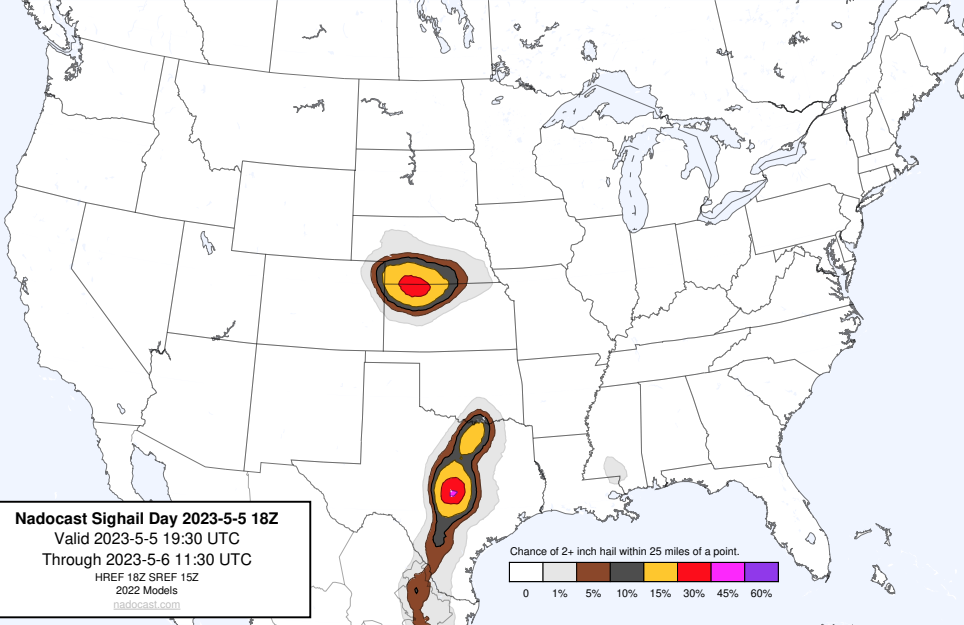 Nadocast Sighail Day 2023-5-5 18Z
Valid 2023-5-5 19:30 UTC
Through 2023-5-6 11:30 UTC
HREF 18Z SREF 15Z
2022 Models
nadocast.com
Chance of 2+ inch hail within 25 miles of a point.
0 1% 5% 10% 15% 30% 45% 60%